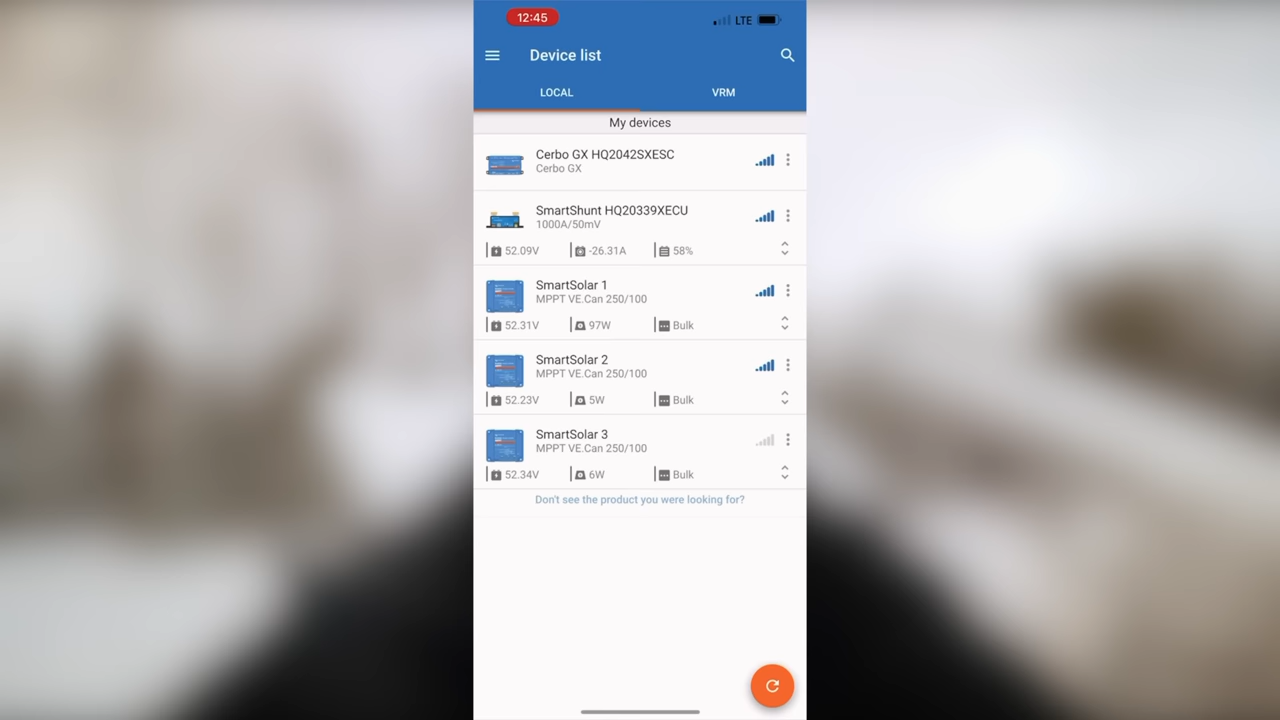 12:45
LTE
Device list
LOCAL
VRM
My devices
Cerbo GX HQ2042SXESC
Cerbo GX
SmartShunt HQ20339XECU
1000A/50mV
52.09V
-26.31A
58%
SmartSolar 1
MPPT VE.Can 250/100
52.31V
97W
Bulk
SmartSolar 2
MPPT VE.Can 250/100
52.23V
5W
Bulk
SmartSolar 3
MPPT VE.Can 250/100
52.34V
6W
Bulk
Don't see the product you were looking for?